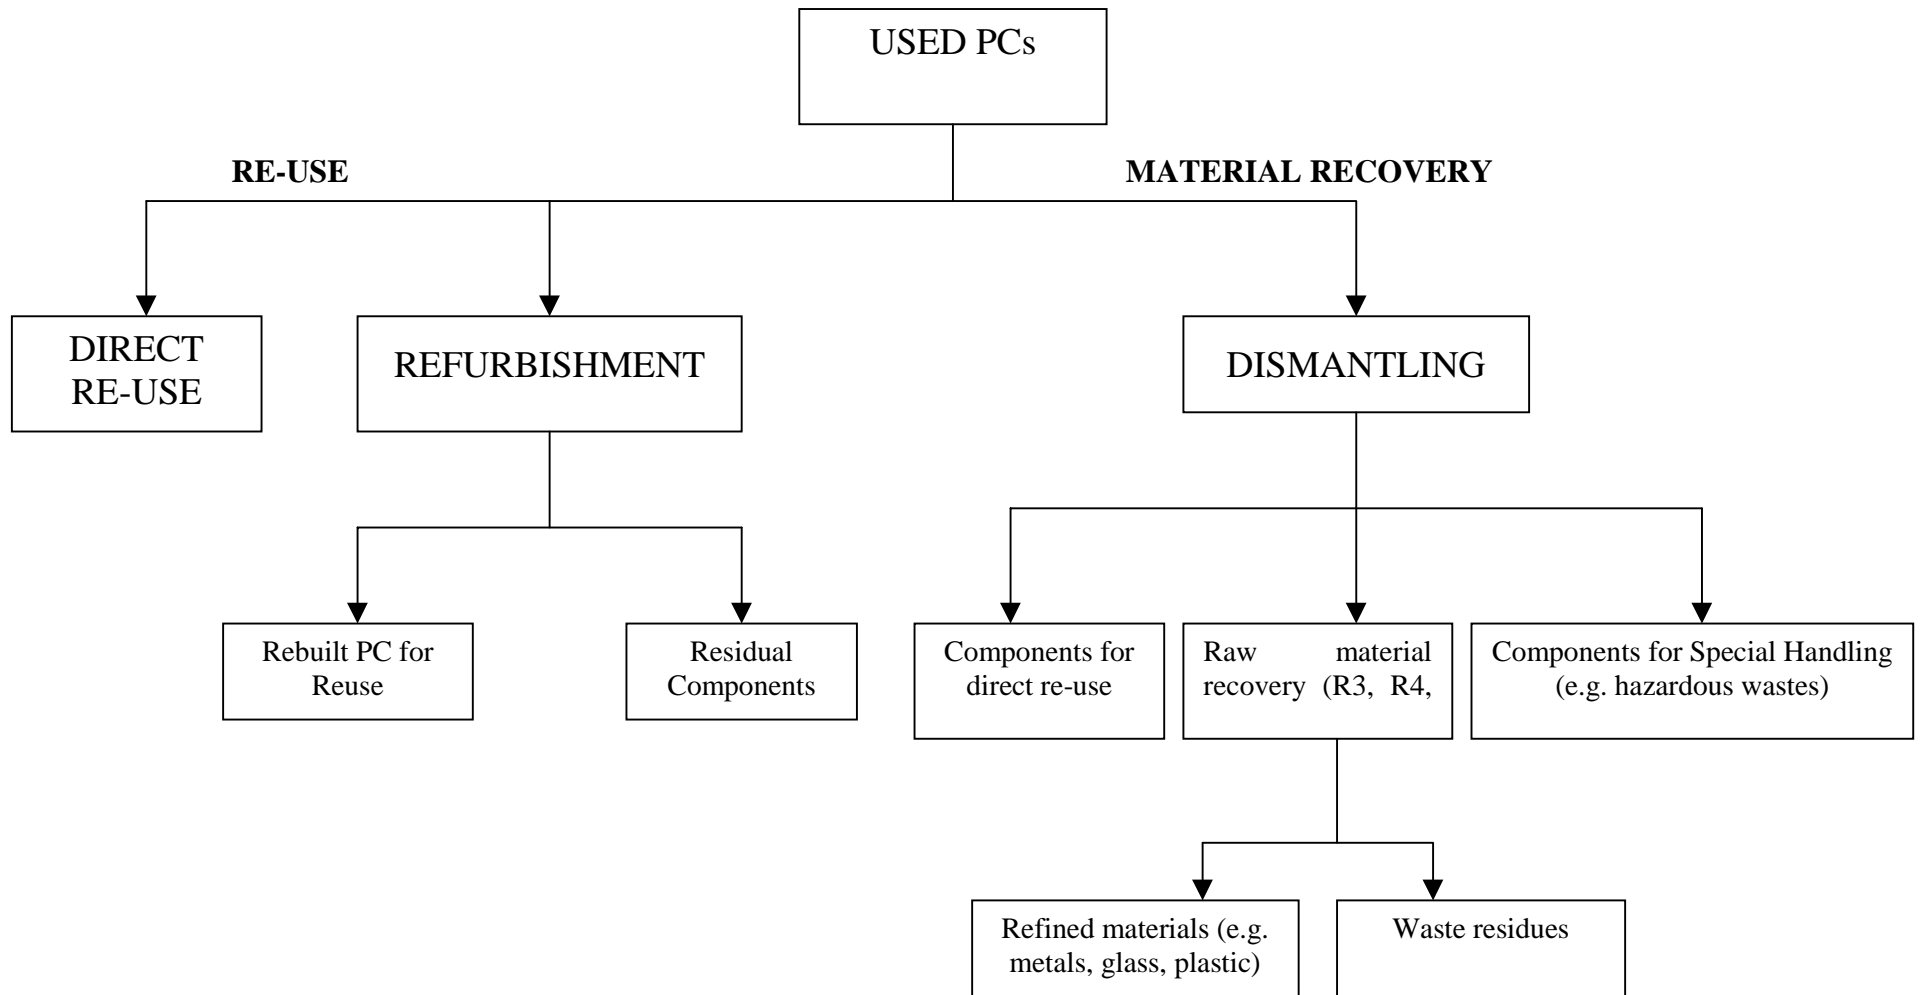 USED PCs
RE-USE
MATERIAL RECOVERY
DIRECT
RE-USE
REFURBISHMENT
DISMANTLING
Rebuilt PC for
Reuse
Residual
Components
Components for
direct re-use
Raw material
recovery (R3, R4,
Components for Special Handling
(e.g. hazardous wastes)
Refined materials (e.g.
metals, glass, plastic)
Waste residues